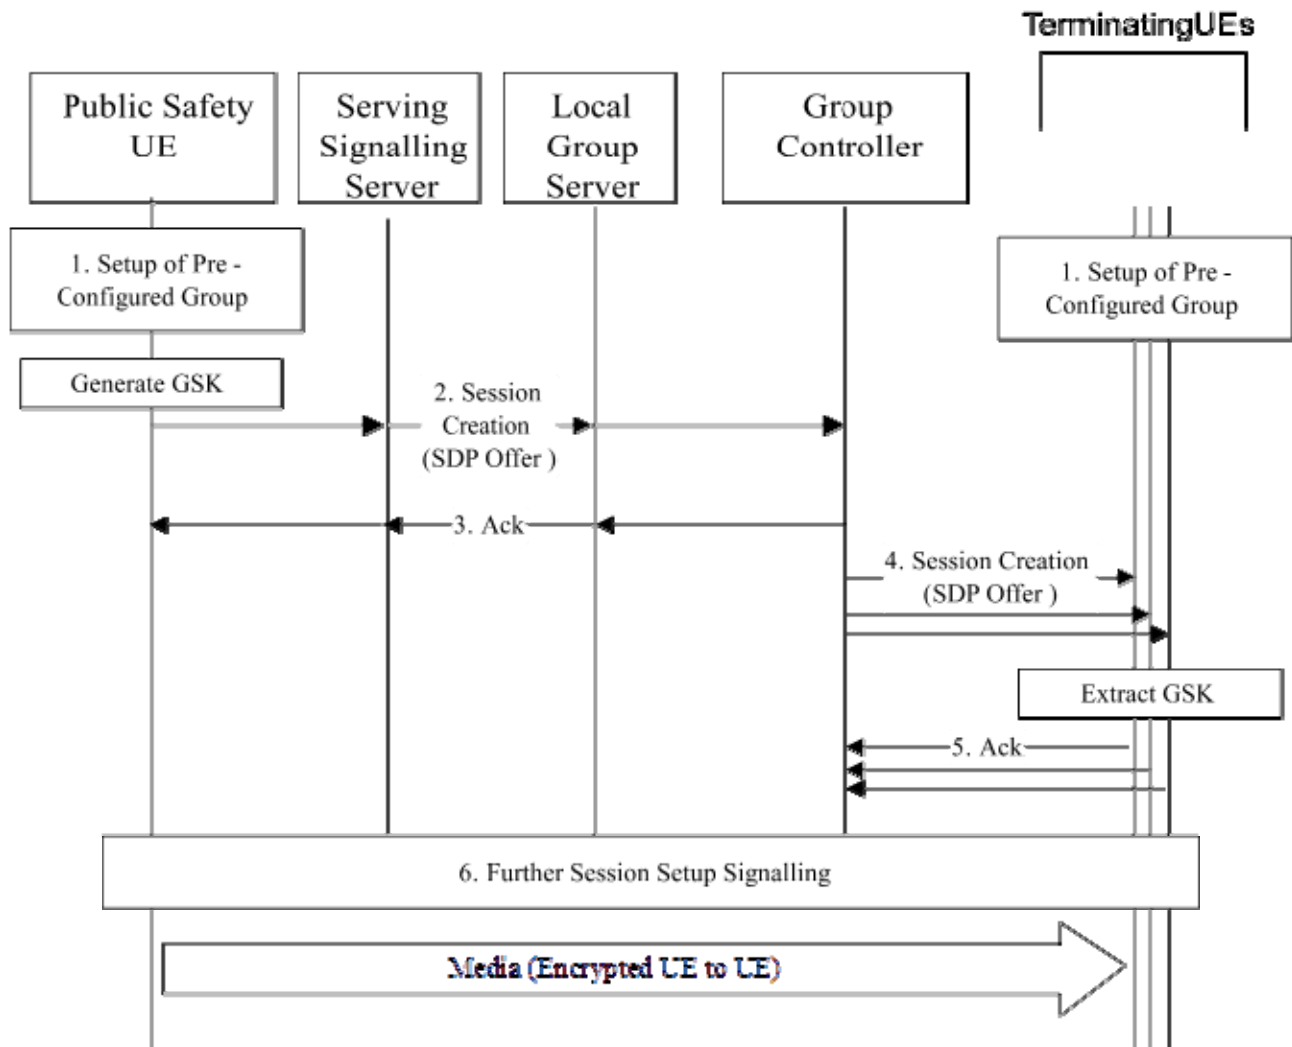 TerminatingUEs
Public Safety
UE
Serving
Signalling
Server
Local
Group
Server
Group
Controller
1. Setup of Pre -
Configured Group
1. Setup of Pre -
Configured Group
Generate GSK
2. Session
Creation
(SDP Offer )
3. Ack
4. Session Creation
(SDP Offer )
Extract GSK
5. Ack
6. Further Session Setup Signalling
Media (Encrypted UE to UE)